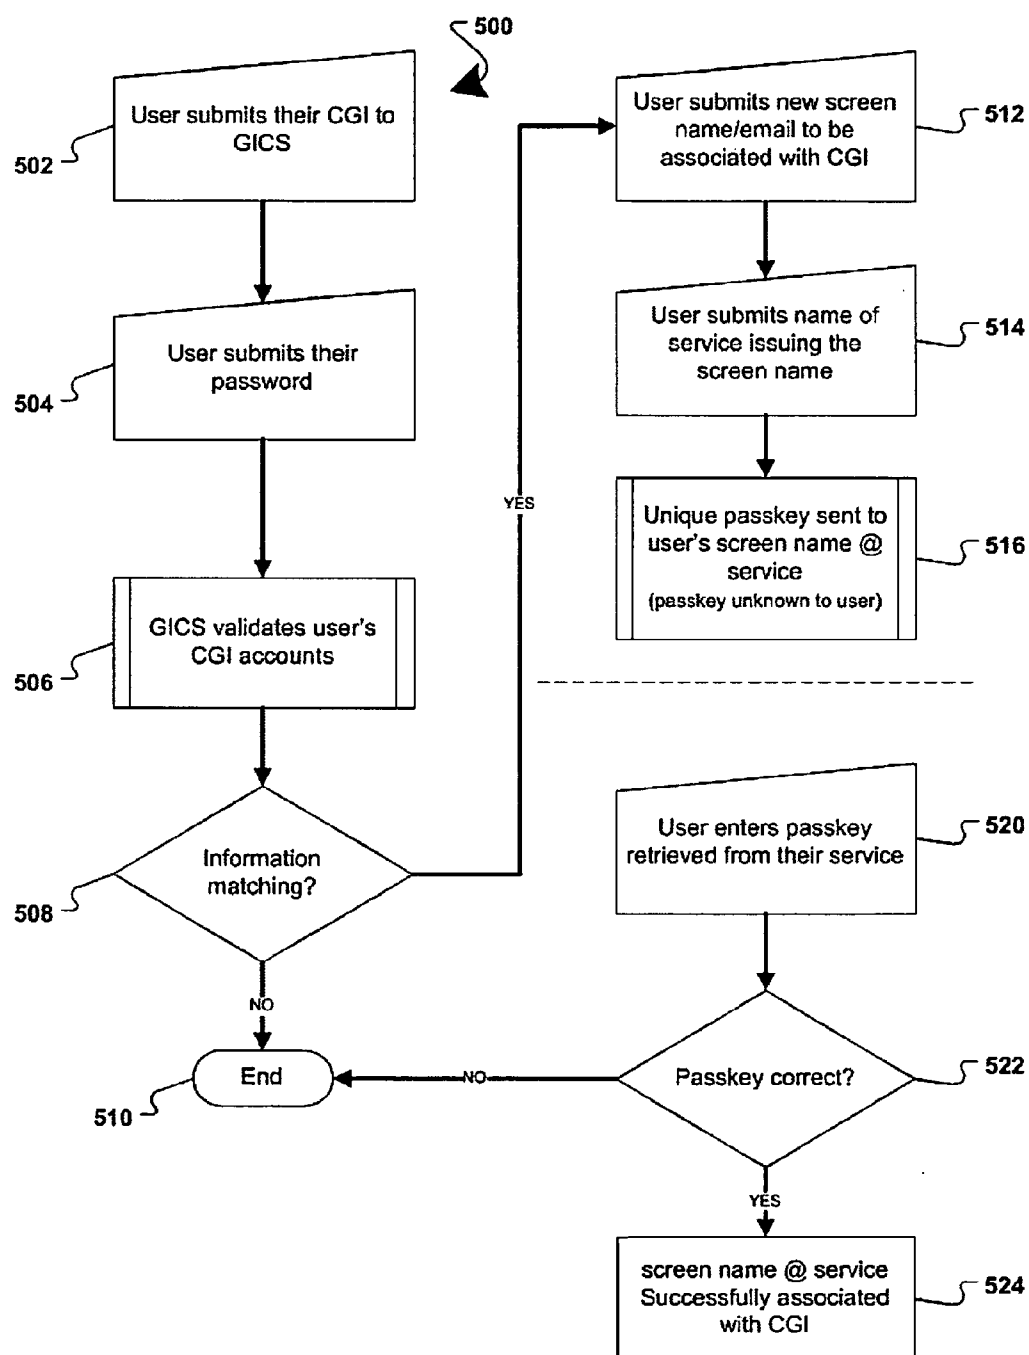 500
User submits their CGI to
GICS
502
User submits their
password
504
GICS validates user's
CGI accounts
506
Information
matching?
508
YES
NO
End
510
User submits new screen
name/email to be
associated with CGI
512
User submits name of
service issuing the
screen name
514
Unique passkey sent to
user's screen name @
service
(passkey unknown to user)
516
User enters passkey
retrieved from their service
520
Passkey correct?
522
NO
YES
screen name @ service
Successfully associated
with CGI
524